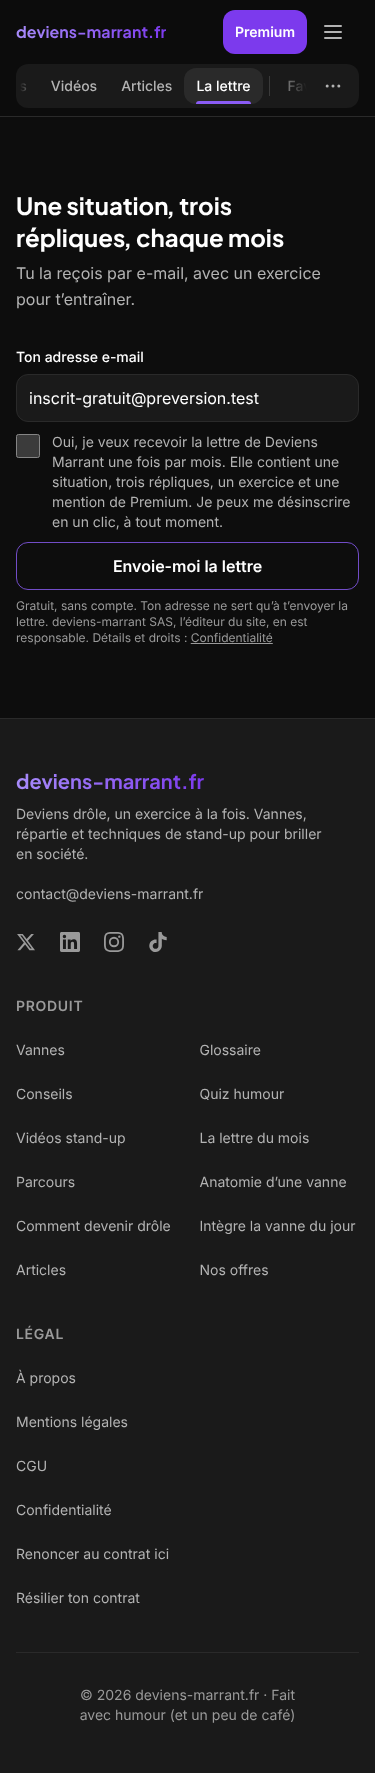 deviens-marrant.fr
Premium
s Vidéos Articles La lettre Fa
Une situation, trois
répliques, chaque mois
Tu la reçois par e-mail, avec un exercice
pour t’entraîner.
Ton adresse e-mail
inscrit-gratuit@preversion.test
Oui, je veux recevoir la lettre de Deviens
Marrant une fois par mois. Elle contient une
situation, trois répliques, un exercice et une
mention de Premium. Je peux me désinscrire
en un clic, à tout moment.
Envoie-moi la lettre
Gratuit, sans compte. Ton adresse ne sert qu’à t’envoyer la
lettre. deviens-marrant SAS, l’éditeur du site, en est
responsable. Détails et droits : Confidentialité
deviens-marrant.fr
Deviens drôle, un exercice à la fois. Vannes,
répartie et techniques de stand-up pour briller
en société.
contact@deviens-marrant.fr
PRODUIT
Vannes Glossaire
Conseils Quiz humour
Vidéos stand-up La lettre du mois
Parcours Anatomie d’une vanne
Comment devenir drôle Intègre la vanne du jour
Articles Nos offres
LÉGAL
À propos
Mentions légales
CGU
Confidentialité
Renoncer au contrat ici
Résilier ton contrat
© 2026 deviens-marrant.fr · Fait
avec humour (et un peu de café)